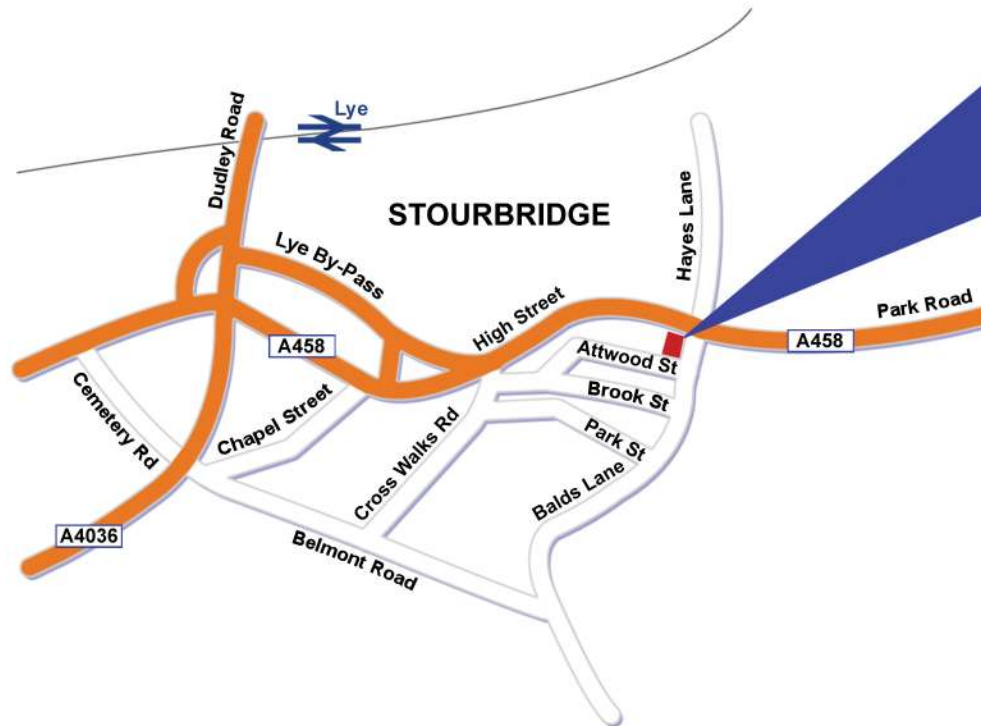 Lye
Dudley Road
STOURBRIDGE
Hayes Lane
Lye By-Pass
High Street
Park Road
A458
A458
Attwood St
Brook St
Cemetery Rd
Chapel Street
Cross Walks Rd
Park St
Balds Lane
A4036
Belmont Road